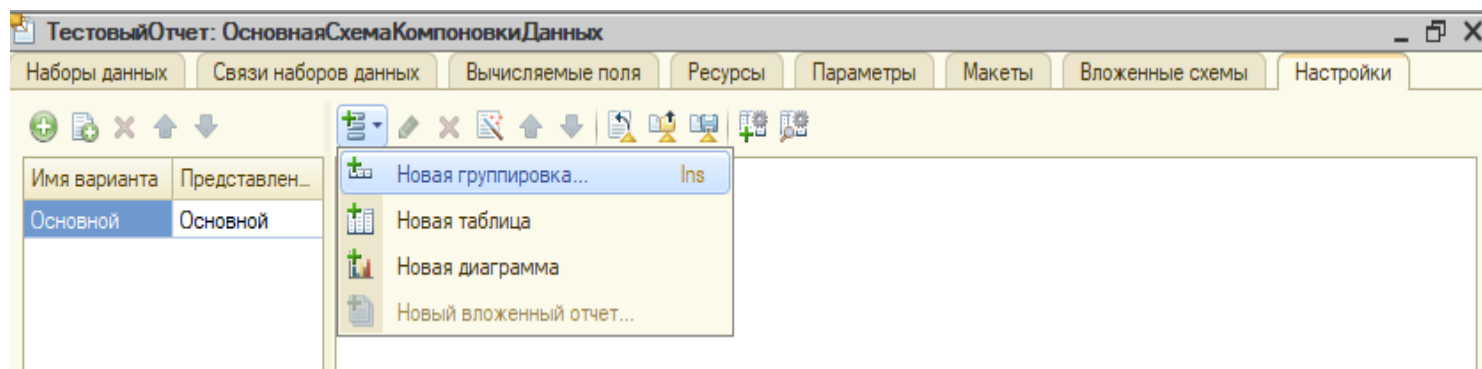 ТестовыйОтчет: ОсновнаяСхемаКомпоновкиДанных
Наборы данных Связи наборов данных Вычисляемые поля Ресурсы Параметры Макеты Вложенные схемы Настройки
Имя варианта Представлен...
Основной Основной
Новая группировка... Ins
Новая таблица
Новая диаграмма
Новый вложенный отчет...